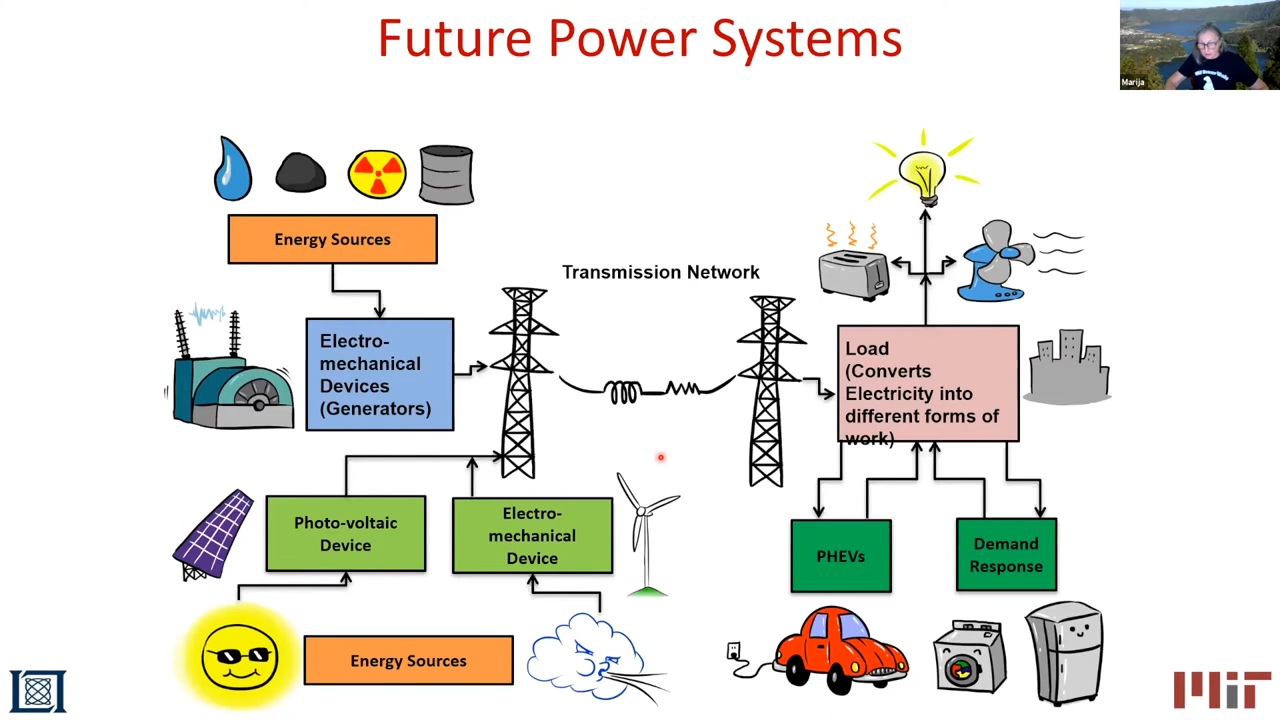 Future Power Systems
Marija
Energy Sources
Transmission Network
Electro-
mechanical
Devices
(Generators)
Load
(Converts
Electricity into
different forms of
work)
Photo-voltaic
Device
Electro-
mechanical
Device
PHEVs
Demand
Response
Energy Sources
MIT